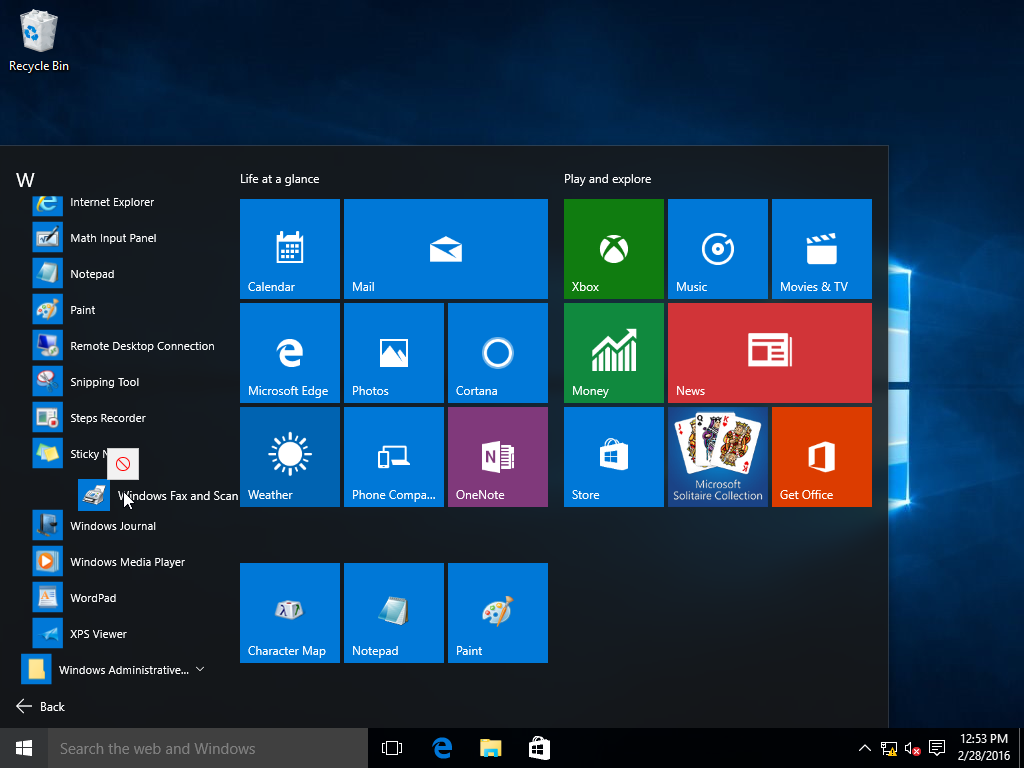 Recycle Bin
W
Internet Explorer
Math Input Panel
Notepad
Paint
Remote Desktop Connection
Snipping Tool
Steps Recorder
Sticky
Windows Fax and Scan
Windows Journal
Windows Media Player
WordPad
XPS Viewer
Windows Administrative...
Back
Life at a glance
Calendar
Mail
Microsoft Edge
Photos
Cortana
Weather
Phone Compa...
N
OneNote
Character Map
Notepad
Paint
Play and explore
Xbox
Music
Movies & TV
Money
News
Store
J
Q
K
Microsoft
Solitaire Collection
Get Office
Search the web and Windows
12:53 PM
2/28/2016